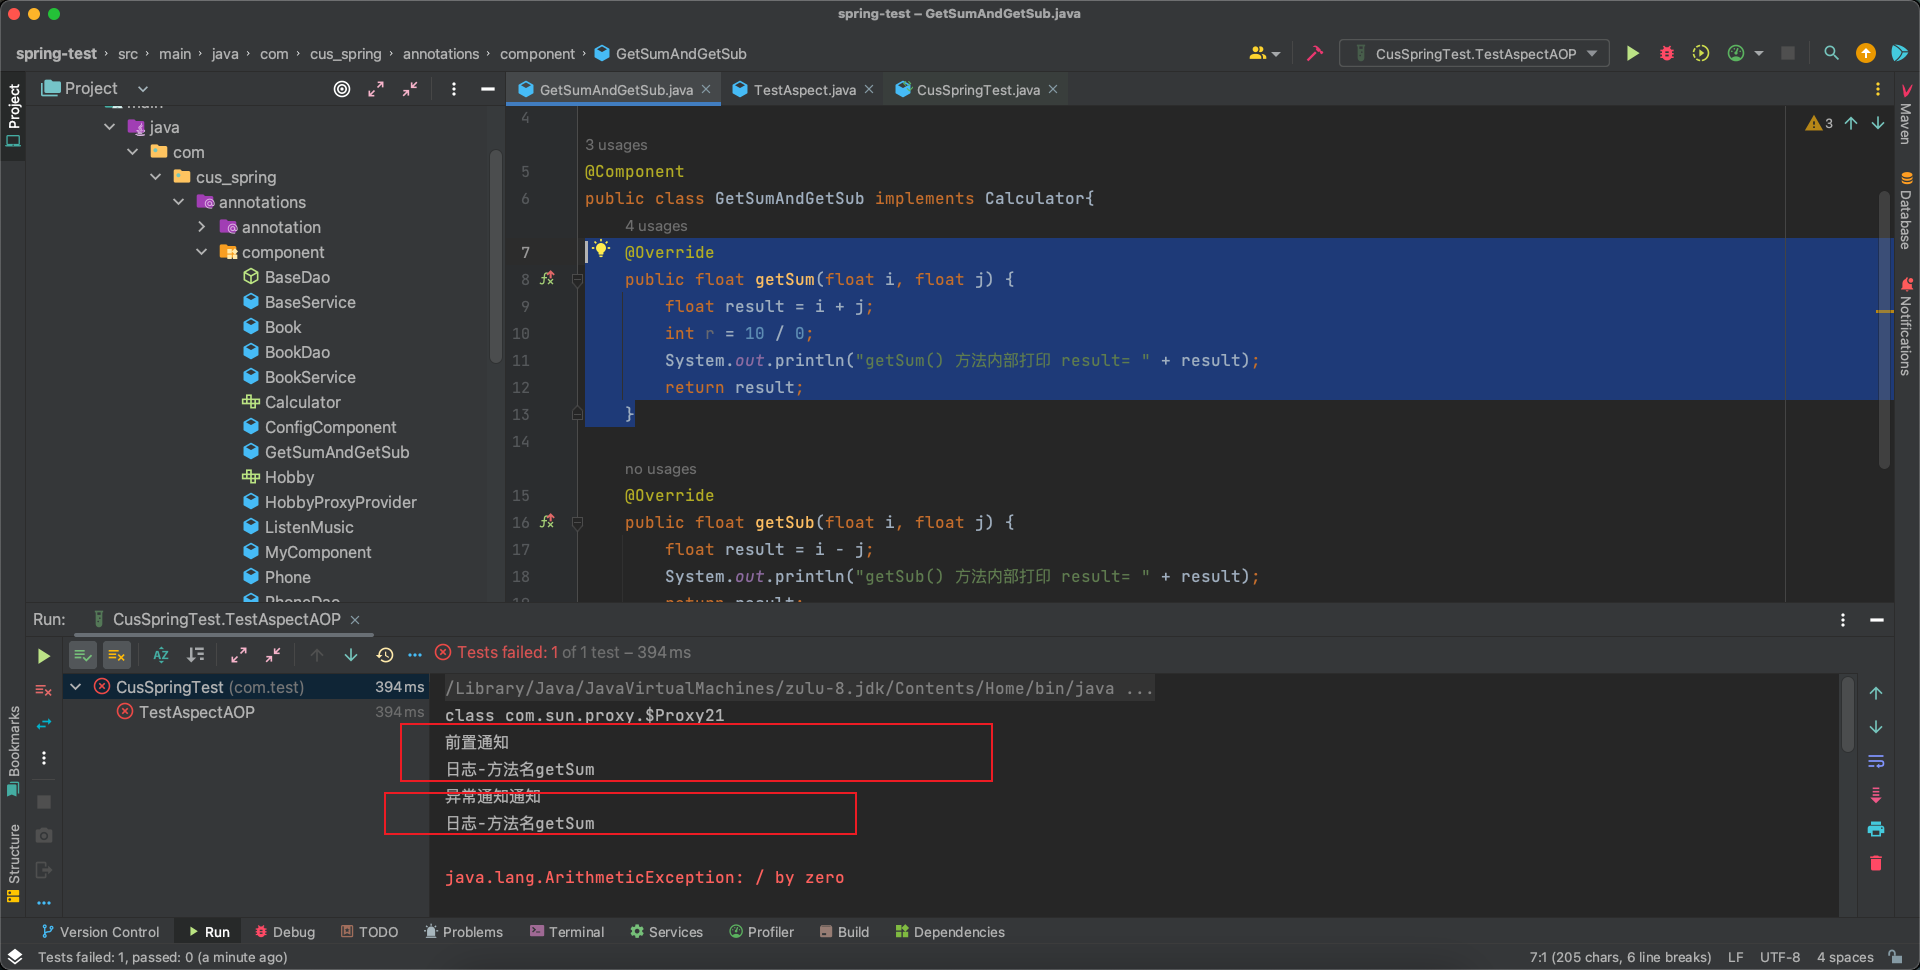 spring-test – GetSumAndGetSub.java
spring-test › src › main › java › com › cus_spring › annotations › component › GetSumAndGetSub
CusSpringTest.TestAspectAOP
Project
GetSumAndGetSub.java
TestAspect.java
CusSpringTest.java
Project
Bookmarks
Structure
main
java
com
cus_spring
annotations
annotation
component
BaseDao
BaseService
Book
BookDao
BookService
Calculator
ConfigComponent
GetSumAndGetSub
Hobby
HobbyProxyProvider
ListenMusic
MyComponent
Phone
PhoneDao
3
4
3 usages
5 @Component
6 public class GetSumAndGetSub implements Calculator{
4 usages
7 @Override
8 public float getSum(float i, float j) {
9 float result = i + j;
10 int r = 10 / 0;
11 System.out.println("getSum() 方法内部打印 result= " + result);
12 return result;
13 }
14
no usages
15 @Override
16 public float getSub(float i, float j) {
17 float result = i - j;
18 System.out.println("getSub() 方法内部打印 result= " + result);
19 return result;
Maven
Database
Notifications
Run:
CusSpringTest.TestAspectAOP
Tests failed: 1 of 1 test – 394 ms
CusSpringTest (com.test) 394 ms
TestAspectAOP 394 ms
/Library/Java/JavaVirtualMachines/zulu-8.jdk/Contents/Home/bin/java ...
class com.sun.proxy.$Proxy21
前置通知
日志-方法名getSum
异常通知通知
日志-方法名getSum
java.lang.ArithmeticException: / by zero
Version Control
Run
Debug
TODO
Problems
Terminal
Services
Profiler
Build
Dependencies
Tests failed: 1, passed: 0 (a minute ago)
7:1 (205 chars, 6 line breaks)
LF
UTF-8
4 spaces